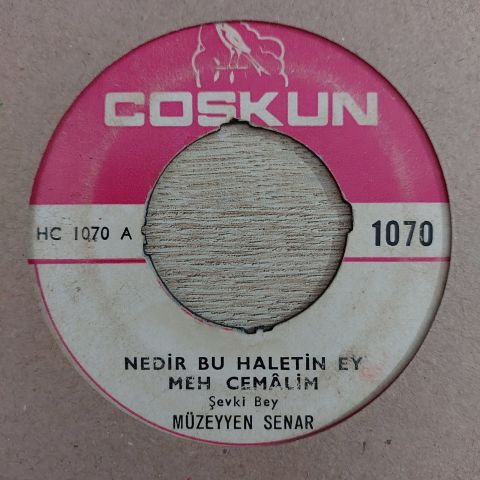 COSKUN
HC 1070 A
1070
NEDİR BU HALETİN EY
MEH CEMÂLİM
Şevki Bey
MÜZEYYEN SENAR